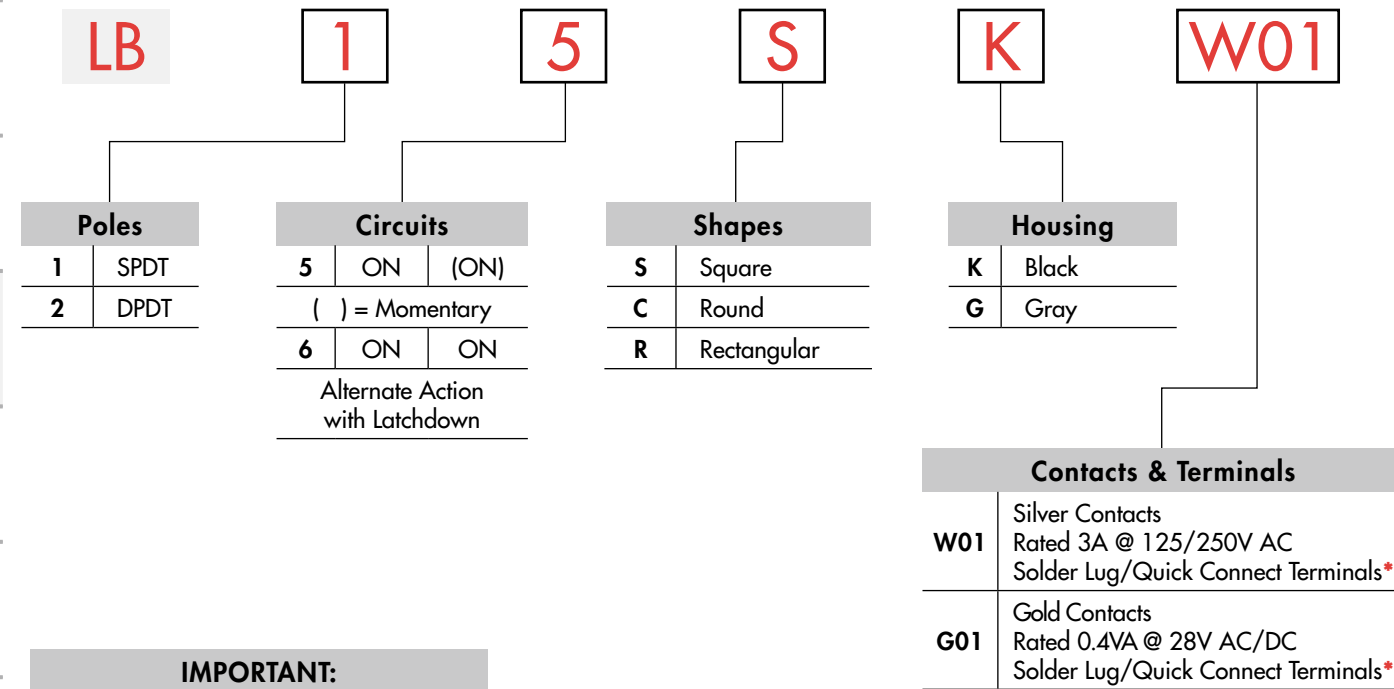 LB 1 5 S K W01
Poles
1 SPDT
2 DPDT
Circuits
5 ON (ON)
( ) = Momentary
6 ON ON
Alternate Action
with Latchdown
Shapes
S Square
C Round
R Rectangular
Housing
K Black
G Gray
Contacts & Terminals
W01
Silver Contacts
Rated 3A @ 125/250V AC
Solder Lug/Quick Connect Terminals*
G01
Gold Contacts
Rated 0.4VA @ 28V AC/DC
Solder Lug/Quick Connect Terminals*
IMPORTANT: